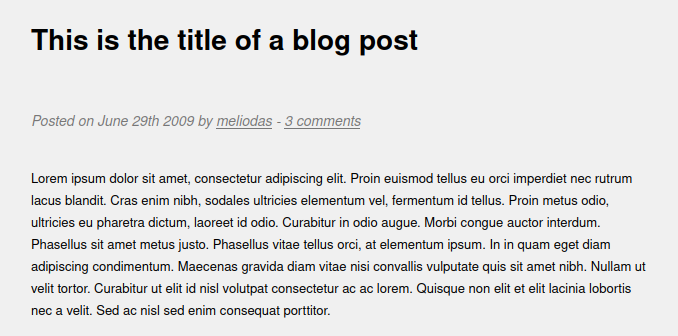 This is the title of a blog post
Posted on June 29th 2009 by meliodas - 3 comments
Lorem ipsum dolor sit amet, consectetur adipiscing elit. Proin euismod tellus eu orci imperdiet nec rutrum
lacus blandit. Cras enim nibh, sodales ultricies elementum vel, fermentum id tellus. Proin metus odio,
ultricies eu pharetra dictum, laoreet id odio. Curabitur in odio augue. Morbi congue auctor interdum.
Phasellus sit amet metus justo. Phasellus vitae tellus orci, at elementum ipsum. In in quam eget diam
adipiscing condimentum. Maecenas gravida diam vitae nisi convallis vulputate quis sit amet nibh. Nullam ut
velit tortor. Curabitur ut elit id nisl volutpat consectetur ac ac lorem. Quisque non elit et elit lacinia lobortis
nec a velit. Sed ac nisl sed enim consequat porttitor.